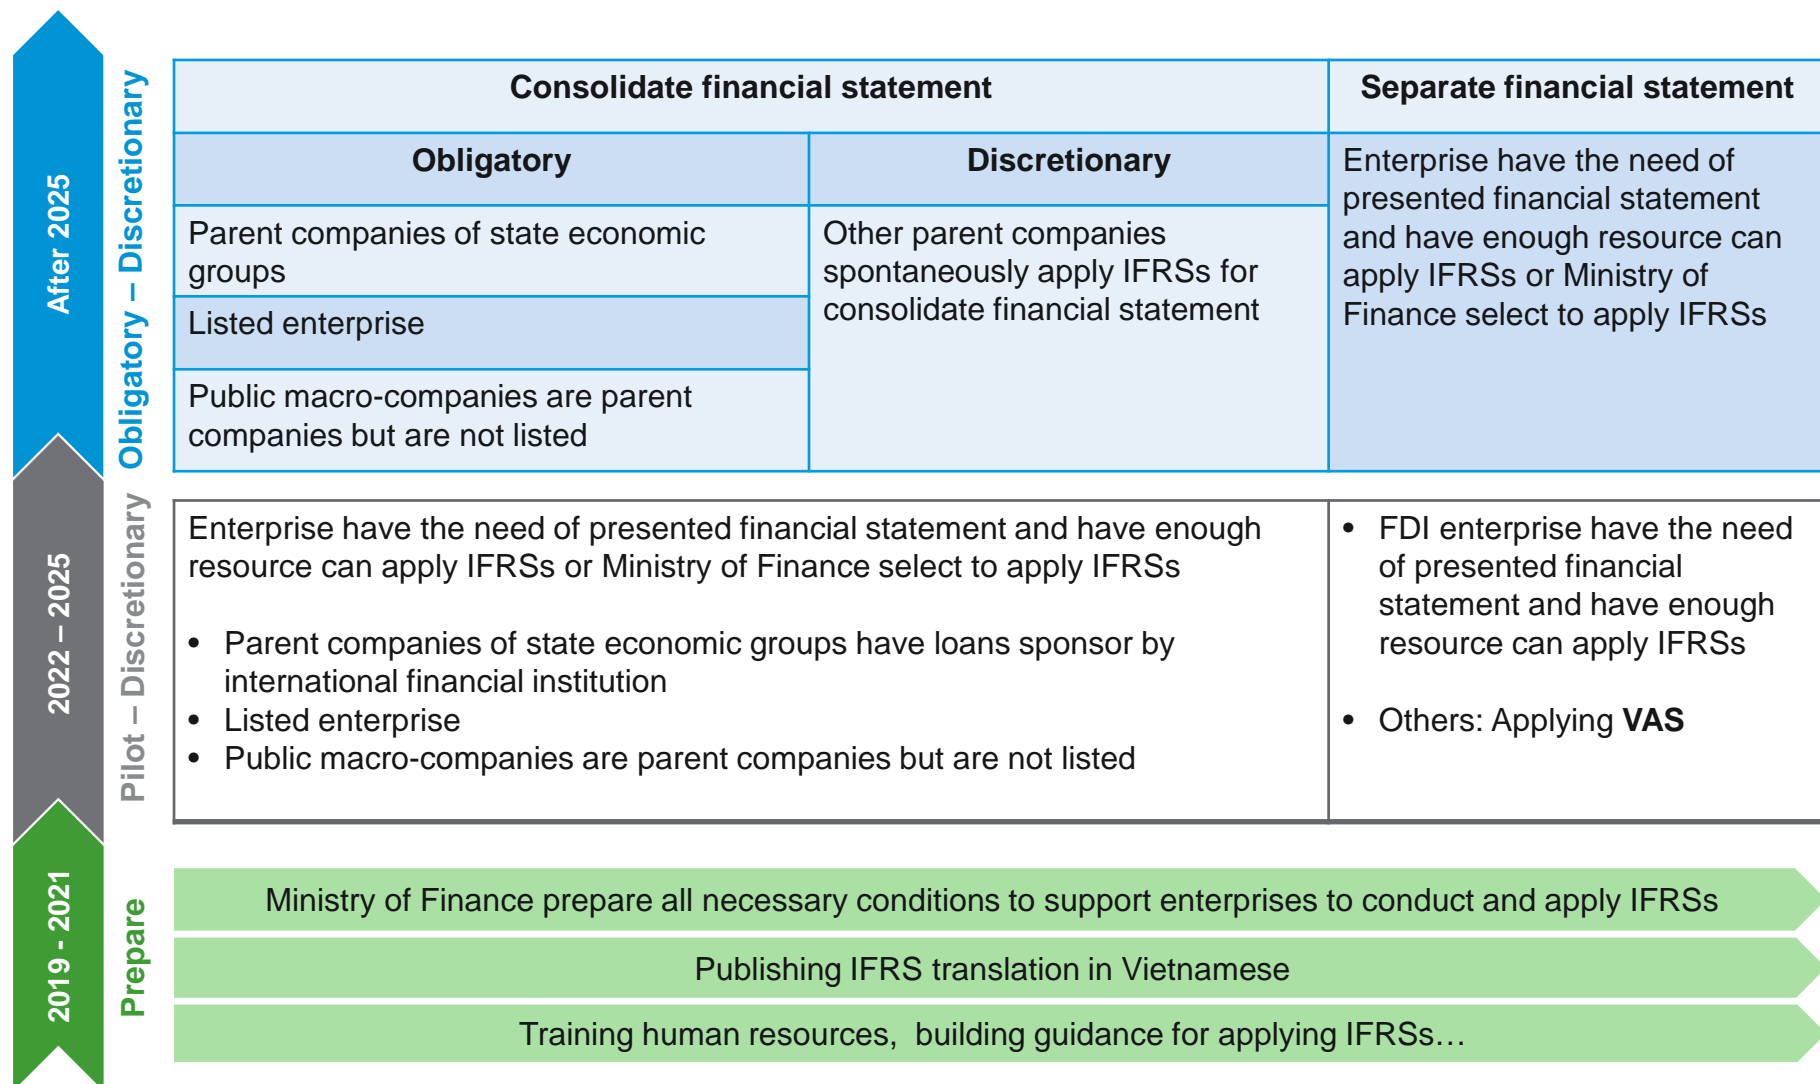 After 2025
Obligatory – Discretionary
Consolidate financial statement
Separate financial statement
Obligatory
Discretionary
Parent companies of state economic
groups
Listed enterprise
Public macro-companies are parent
companies but are not listed
Other parent companies
spontaneously apply IFRSs for
consolidate financial statement
Enterprise have the need of
presented financial statement
and have enough resource can
apply IFRSs or Ministry of
Finance select to apply IFRSs
2022 – 2025
Pilot – Discretionary
Enterprise have the need of presented financial statement and have enough
resource can apply IFRSs or Ministry of Finance select to apply IFRSs
• Parent companies of state economic groups have loans sponsor by
international financial institution
• Listed enterprise
• Public macro-companies are parent companies but are not listed
• FDI enterprise have the need
of presented financial
statement and have enough
resource can apply IFRSs
• Others: Applying VAS
2019 - 2021
Prepare
Ministry of Finance prepare all necessary conditions to support enterprises to conduct and apply IFRSs
Publishing IFRS translation in Vietnamese
Training human resources, building guidance for applying IFRSs…